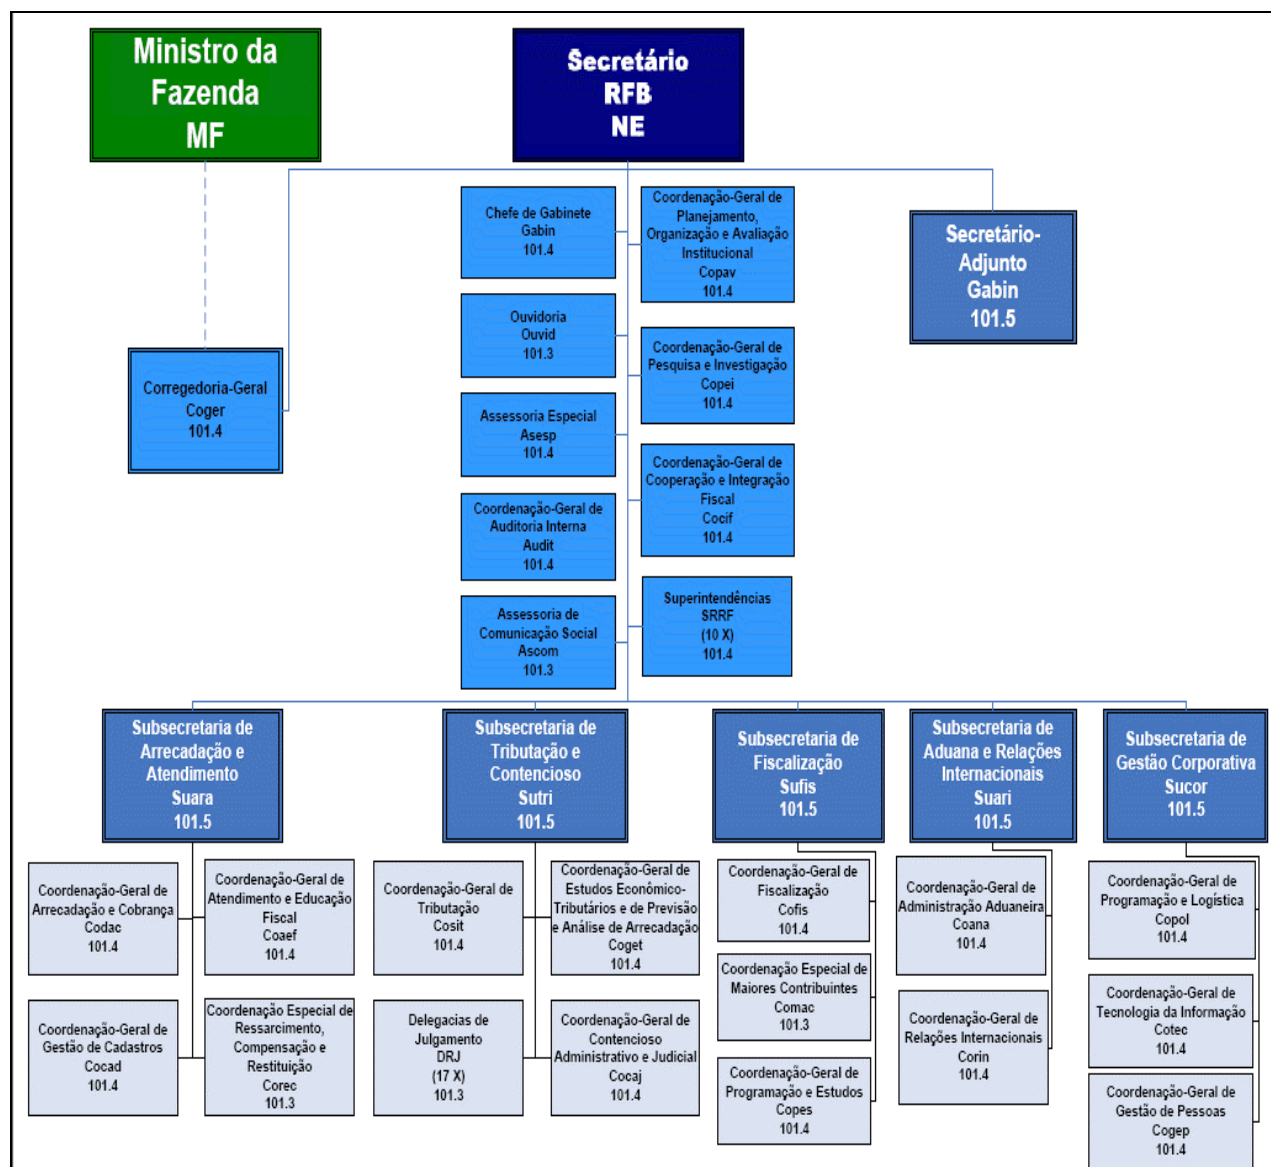 Ministro da
Fazenda
MF
Secretário
RFB
NE
Chefe de Gabinete
Gabin
101.4
Coordenação-Geral de
Planejamento,
Organização e Avaliação
Institucional
Copav
101.4
Secretário-
Adjunto
Gabin
101.5
Ouvidoria
Ouvid
101.3
Coordenação-Geral de
Pesquisa e Investigação
Copei
101.4
Corregedoria-Geral
Coger
101.4
Assessoria Especial
Asesp
101.4
Coordenação-Geral de
Cooperação e Integração
Fiscal
Cocif
101.4
Coordenação-Geral de
Auditoria Interna
Audit
101.4
Superintendências
SRRF
(10 X)
101.4
Assessoria de
Comunicação Social
Ascom
101.3
Subsecretaria de
Arrecadação e
Atendimento
Suara
101.5
Subsecretaria de
Tributação e
Contencioso
Sutri
101.5
Subsecretaria de
Fiscalização
Sufis
101.5
Subsecretaria de
Aduana e Relações
Internacionais
Suari
101.5
Subsecretaria de
Gestão Corporativa
Sucor
101.5
Coordenação-Geral de
Arrecadação e Cobrança
Codac
101.4
Coordenação-Geral de
Atendimento e Educação
Fiscal
Coaef
101.4
Coordenação-Geral de
Tributação
Cosit
101.4
Coordenação-Geral de
Estudos Econômico-
Tributários e de Previsão
e Análise de Arrecadação
Coget
101.4
Coordenação-Geral de
Fiscalização
Cofis
101.4
Coordenação-Geral de
Administração Aduaneira
Coana
101.4
Coordenação-Geral de
Programação e Logística
Copol
101.4
Coordenação-Geral de
Gestão de Cadastros
Cocad
101.4
Coordenação Especial de
Ressarcimento,
Compensação e
Restituição
Corec
101.3
Delegacias de
Julgamento
DRJ
(17 X)
101.3
Coordenação-Geral de
Contencioso
Administrativo e Judicial
Cocaj
101.4
Coordenação Especial de
Maiores Contribuintes
Comac
101.3
Coordenação-Geral de
Relações Internacionais
Corin
101.4
Coordenação-Geral de
Tecnologia da Informação
Cotec
101.4
Coordenação-Geral de
Programação e Estudos
Copes
101.4
Coordenação-Geral de
Gestão de Pessoas
Cogep
101.4